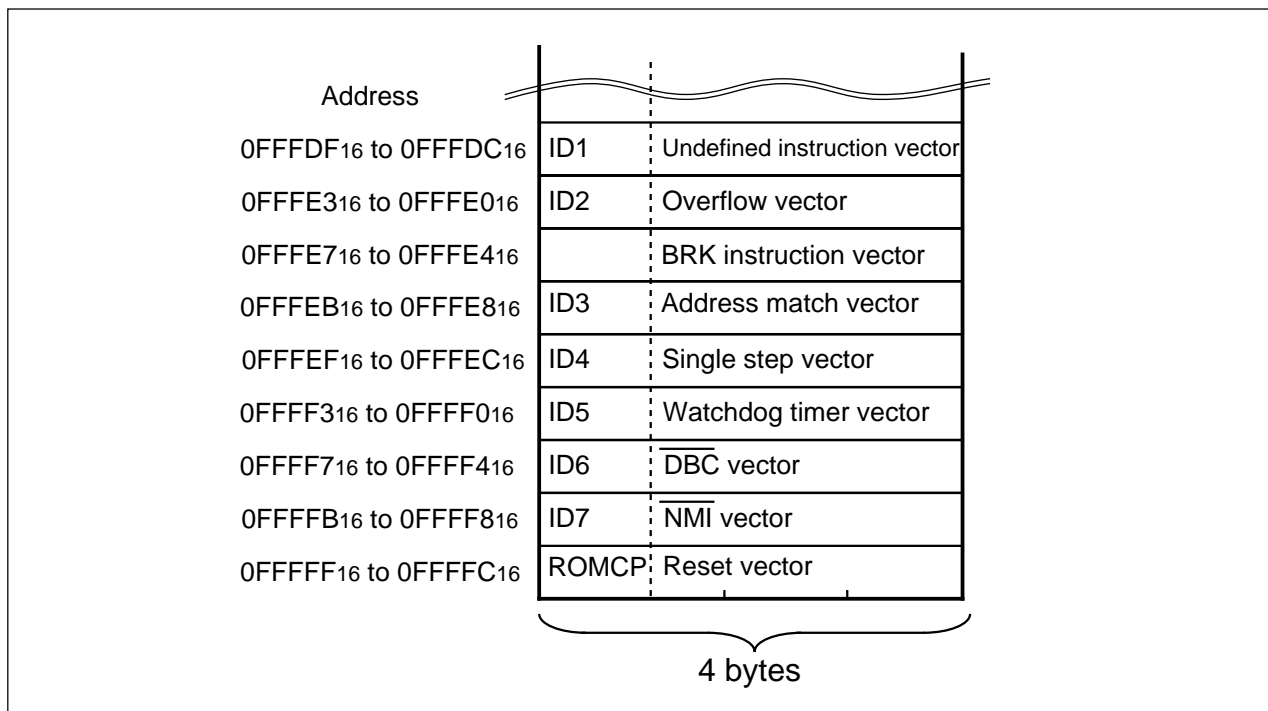 Address
0FFFDF16 to 0FFFDC16 ID1 Undefined instruction vector
0FFFE316 to 0FFFE016 ID2 Overflow vector
0FFFE716 to 0FFFE416 BRK instruction vector
0FFFEB16 to 0FFFE816 ID3 Address match vector
0FFFEF16 to 0FFFEC16 ID4 Single step vector
0FFFF316 to 0FFFF016 ID5 Watchdog timer vector
0FFFF716 to 0FFFF416 ID6 D̅B̅C̅ vector
0FFFFB16 to 0FFFF816 ID7 N̅M̅I̅ vector
0FFFFF16 to 0FFFFC16 ROMCP Reset vector
4 bytes